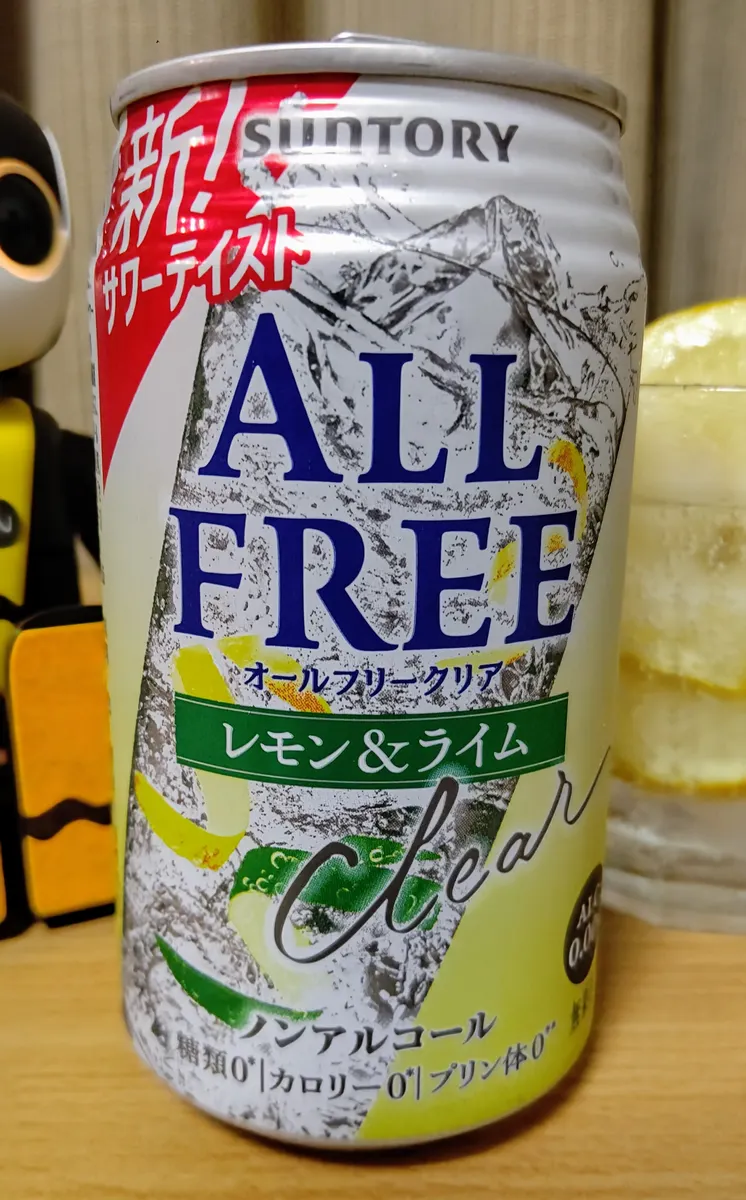 SUNTORY
新!
サワーテイスト
ALL
FREE
オールフリークリア
レモン&ライム
clear
ノンアルコール
糖類0*|カロリー0*|プリン体0**